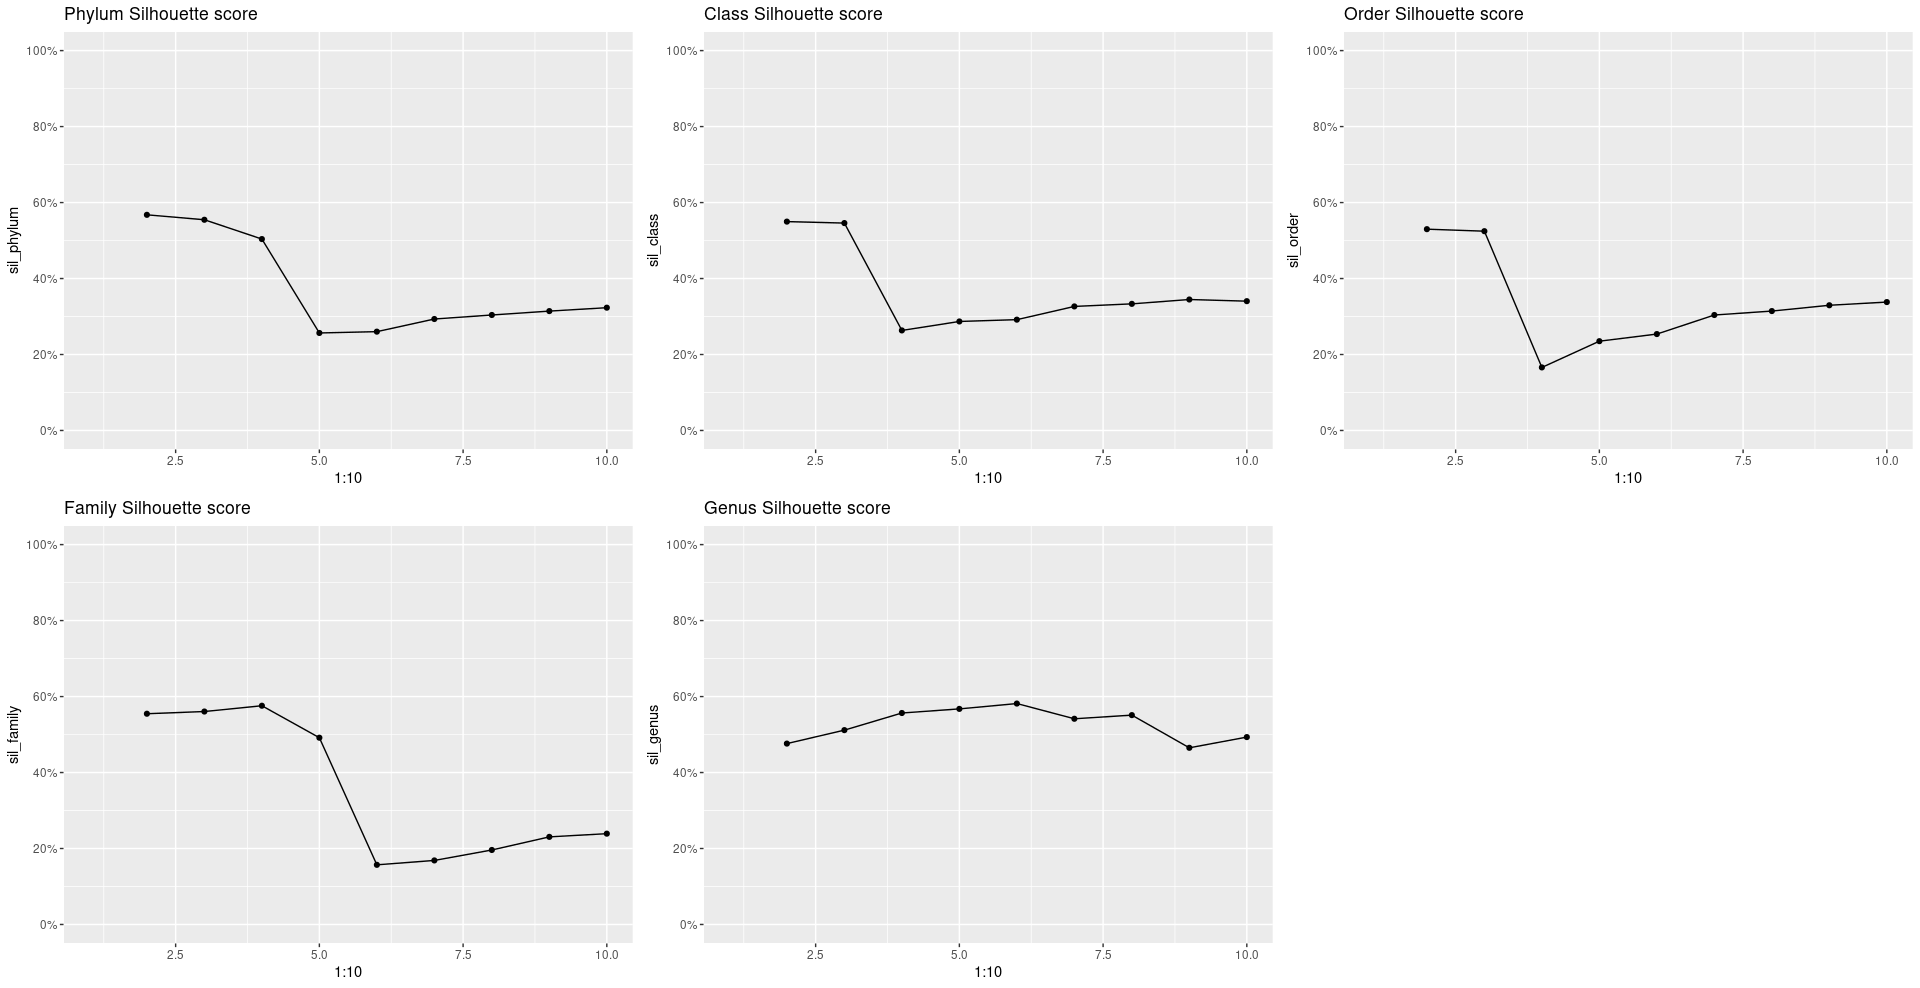 Phylum Silhouette score
100%
80%
60%
40%
20%
0%
sil_phylum
2.5 5.0 7.5 10.0
1:10
Class Silhouette score
100%
80%
60%
40%
20%
0%
sil_class
2.5 5.0 7.5 10.0
1:10
Order Silhouette score
100%
80%
60%
40%
20%
0%
sil_order
2.5 5.0 7.5 10.0
1:10
Family Silhouette score
100%
80%
60%
40%
20%
0%
sil_family
2.5 5.0 7.5 10.0
1:10
Genus Silhouette score
100%
80%
60%
40%
20%
0%
sil_genus
2.5 5.0 7.5 10.0
1:10